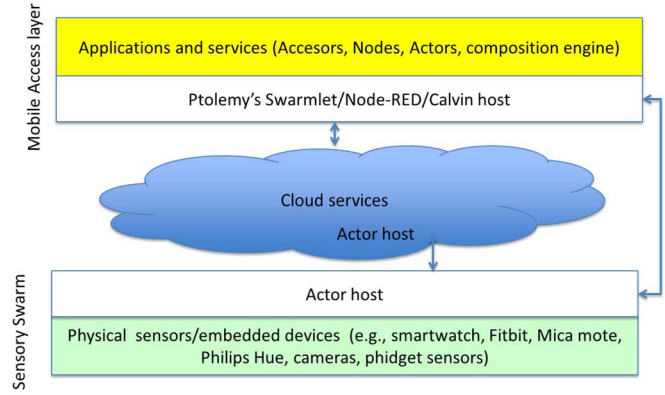 Mobile Access layer
Applications and services (Accesors, Nodes, Actors, composition engine)
Ptolemy's Swarmlet/Node-RED/Calvin host
Cloud services
Actor host
Sensory Swarm
Actor host
Physical sensors/embedded devices (e.g., smartwatch, Fitbit, Mica mote,
Philips Hue, cameras, phidget sensors)